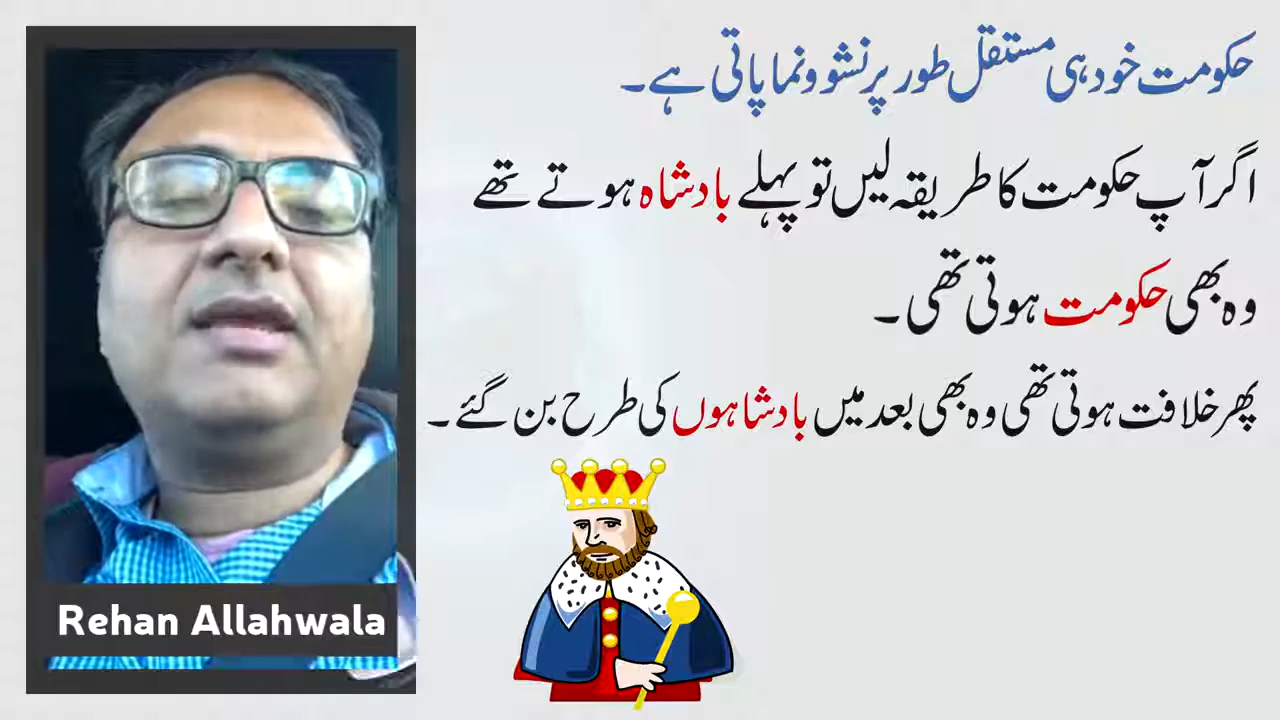 حکومت خود ہی مستقل طور پر نشوونما پاتی ہے۔
اگر آپ حکومت کا طریقہ لیں تو پہلے بادشاہ ہوتے تھے
وہ بھی حکومت ہوتی تھی۔
پھر خلافت ہوتی تھی وہ بھی بعد میں بادشاہوں کی طرح بن گئے۔
Rehan Allahwala